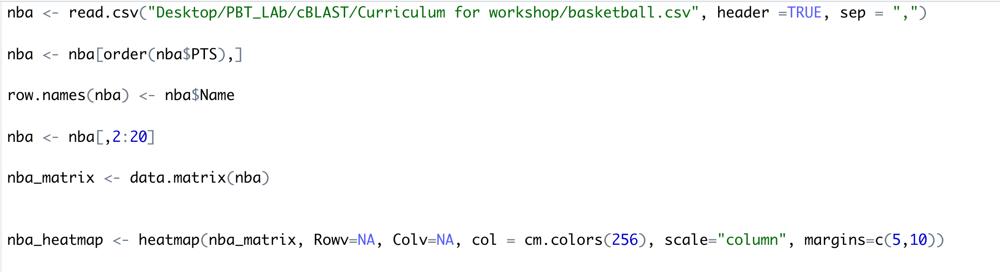 nba <- read.csv("Desktop/PBT_LAb/cBLAST/Curriculum for workshop/basketball.csv", header =TRUE, sep = ",")
nba <- nba[order(nba$PTS),]
row.names(nba) <- nba$Name
nba <- nba[,2:20]
nba_matrix <- data.matrix(nba)
nba_heatmap <- heatmap(nba_matrix, Rowv=NA, Colv=NA, col = cm.colors(256), scale="column", margins=c(5,10))